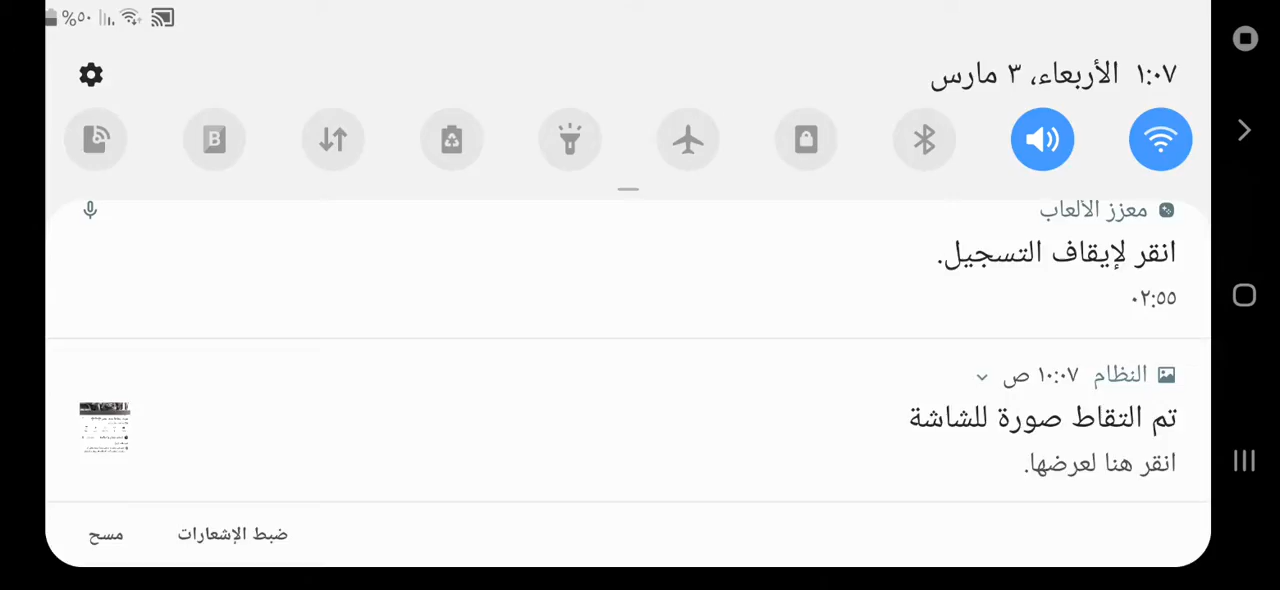 %٥٠
١:٠٧ الأربعاء، ٣ مارس
B
معزز الألعاب
انقر لإيقاف التسجيل.
٠٢:٥٥
النظام ١٠:٠٧ ص
تم التقاط صورة للشاشة
انقر هنا لعرضها.
ضبط الإشعارات مسح